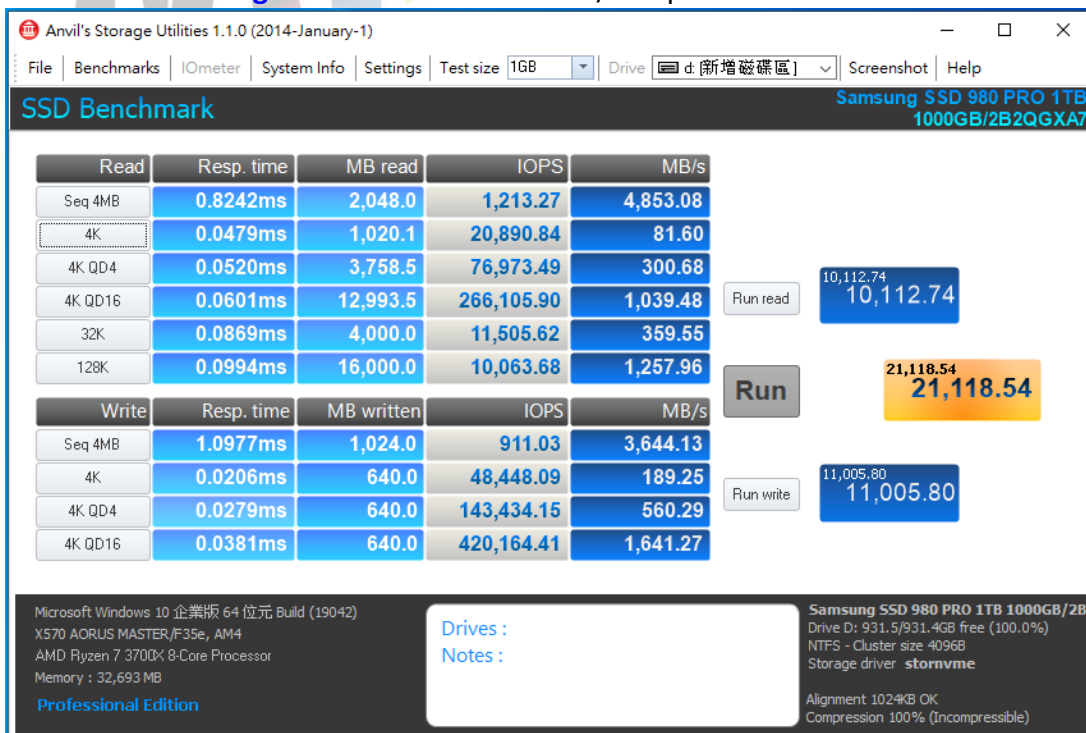 Anvil's Storage Utilities 1.1.0 (2014-January-1)
File Benchmarks IOmeter System Info Settings Test size 1GB Drive d: [新增磁碟區] Screenshot Help
SSD Benchmark
Samsung SSD 980 PRO 1TB
1000GB/2B2QGXA7
Read Resp. time MB read IOPS MB/s
Seq 4MB 0.8242ms 2,048.0 1,213.27 4,853.08
4K 0.0479ms 1,020.1 20,890.84 81.60
4K QD4 0.0520ms 3,758.5 76,973.49 300.68
4K QD16 0.0601ms 12,993.5 266,105.90 1,039.48
32K 0.0869ms 4,000.0 11,505.62 359.55
128K 0.0994ms 16,000.0 10,063.68 1,257.96
Run read
10,112.74
10,112.74
Run
21,118.54
21,118.54
Write Resp. time MB written IOPS MB/s
Seq 4MB 1.0977ms 1,024.0 911.03 3,644.13
4K 0.0206ms 640.0 48,448.09 189.25
4K QD4 0.0279ms 640.0 143,434.15 560.29
4K QD16 0.0381ms 640.0 420,164.41 1,641.27
Run write
11,005.80
11,005.80
Microsoft Windows 10 企業版 64 位元 Build (19042)
X570 AORUS MASTER/F35e, AM4
AMD Ryzen 7 3700X 8-Core Processor
Memory : 32,693 MB
Professional Edition
Drives :
Notes :
Samsung SSD 980 PRO 1TB 1000GB/2B
Drive D: 931.5/931.4GB free (100.0%)
NTFS - Cluster size 4096B
Storage driver stornvme
Alignment 1024KB OK
Compression 100% (Incompressible)